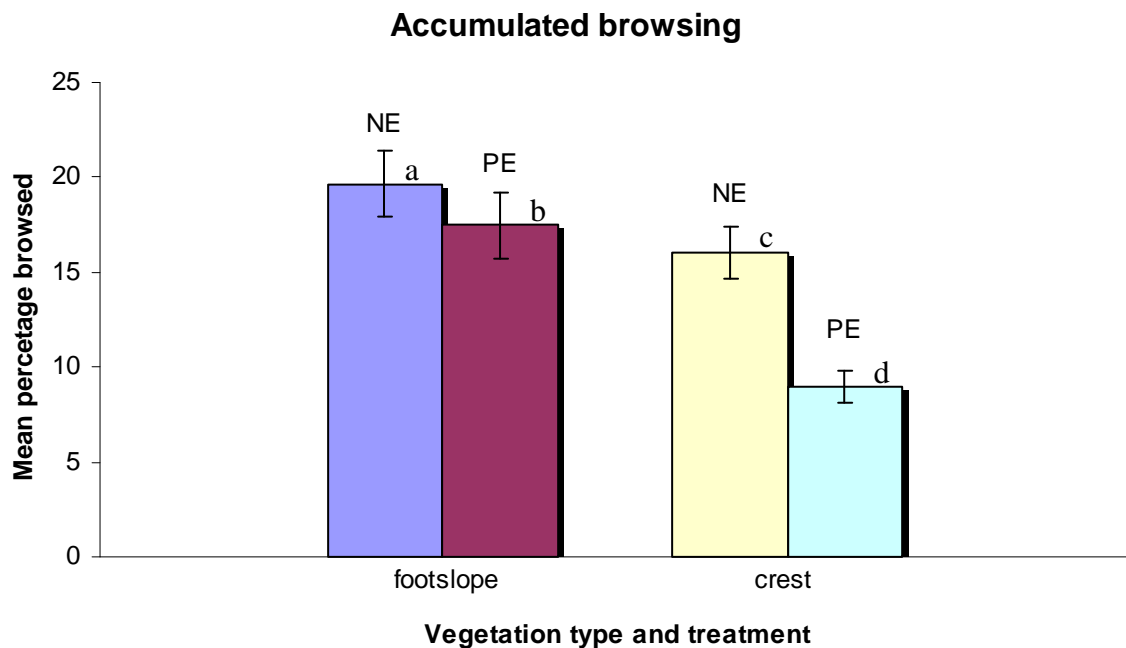 Accumulated browsing
Mean percetage browsed
25
20
15
10
5
0
NE
a
PE
b
NE
c
PE
d
footslope
crest
Vegetation type and treatment